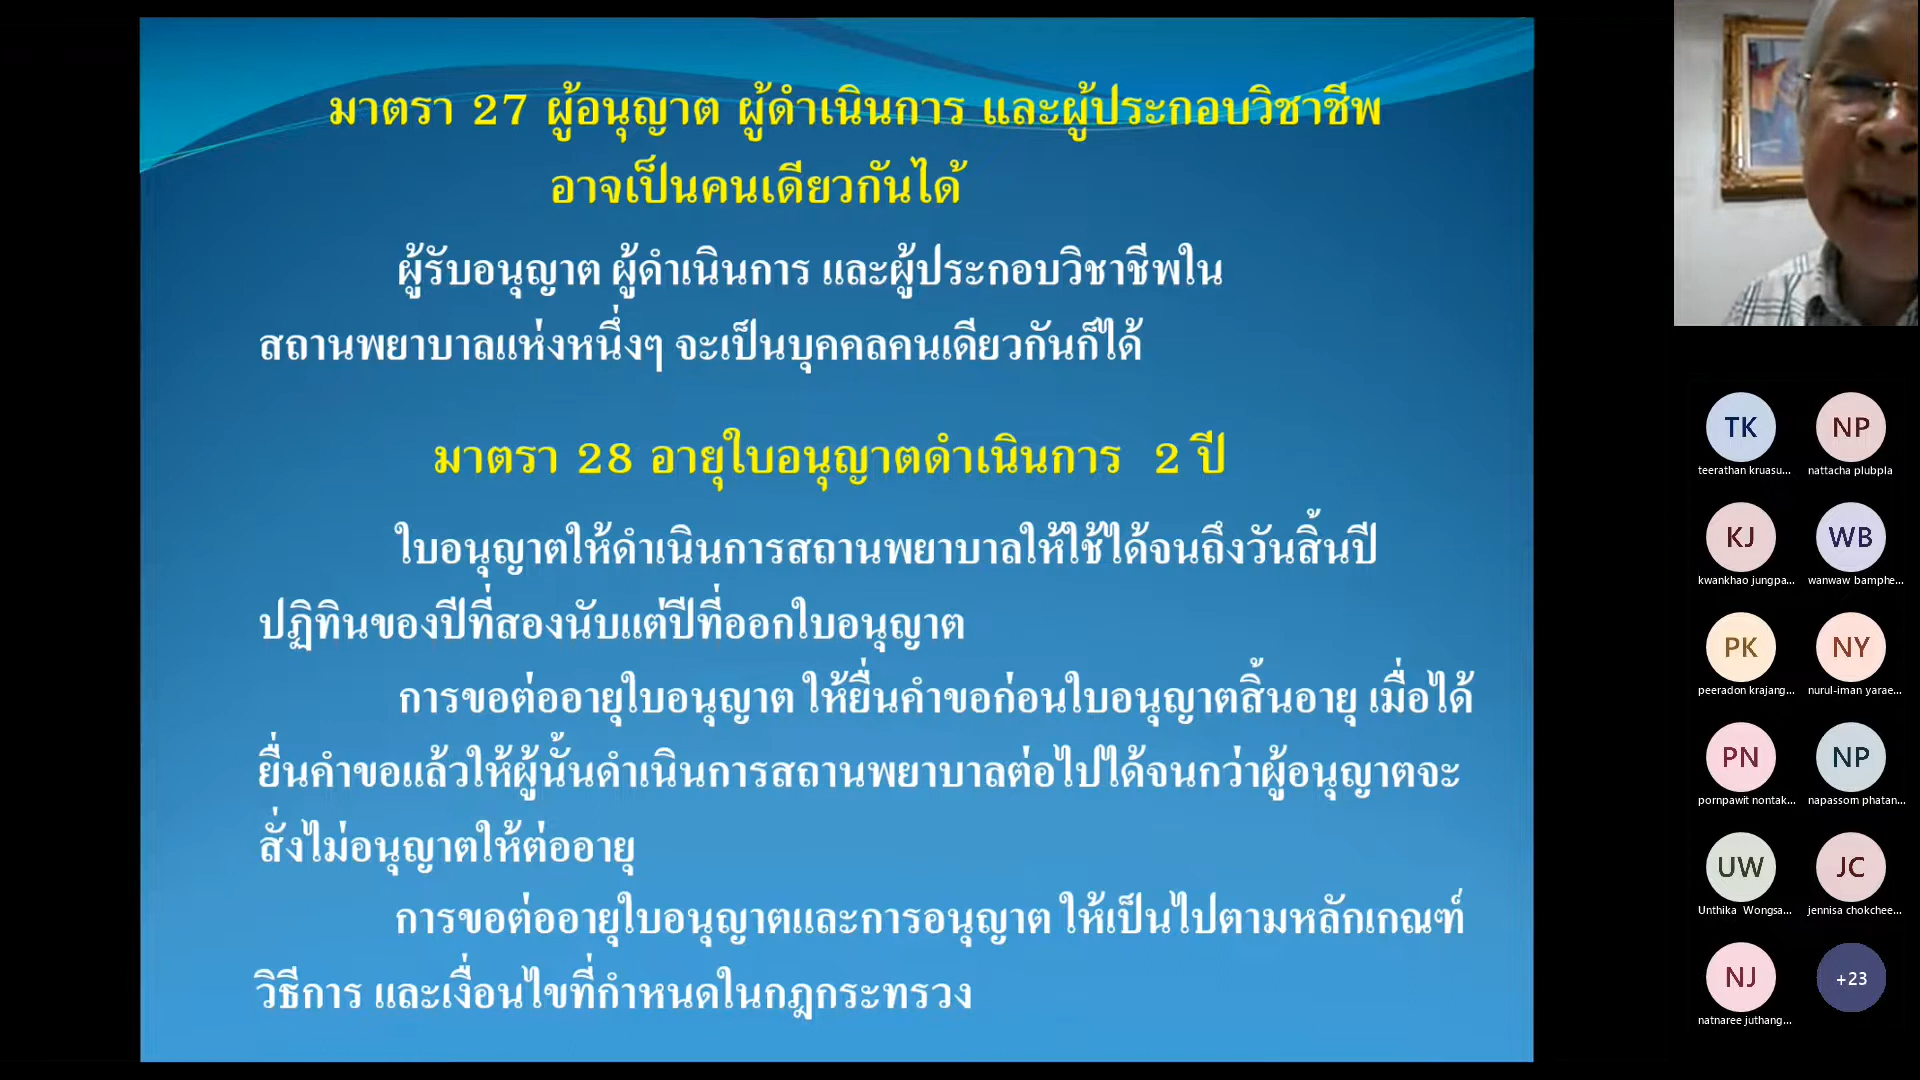 มาตรา 27 ผู้อนุญาต ผู้ดำเนินการ และผู้ประกอบวิชาชีพ
อาจเป็นคนเดียวกันได้
ผู้รับอนุญาต ผู้ดำเนินการ และผู้ประกอบวิชาชีพใน
สถานพยาบาลแห่งหนึ่งๆ จะเป็นบุคคลคนเดียวกันก็ได้
มาตรา 28 อายุใบอนุญาตดำเนินการ 2 ปี
ใบอนุญาตให้ดำเนินการสถานพยาบาลให้ใช้ได้จนถึงวันสิ้นปี
ปฏิทินของปีที่สองนับแต่ปีที่ออกใบอนุญาต
การขอต่ออายุใบอนุญาต ให้ยื่นคำขอก่อนใบอนุญาตสิ้นอายุ เมื่อได้
ยื่นคำขอแล้วให้ผู้นั้นดำเนินการสถานพยาบาลต่อไปได้จนกว่าผู้อนุญาตจะ
สั่งไม่อนุญาตให้ต่ออายุ
การขอต่ออายุใบอนุญาตและการอนุญาต ให้เป็นไปตามหลักเกณฑ์
วิธีการ และเงื่อนไขที่กำหนดในกฎกระทรวง
TK NP
teerathan kruasu... nattacha plubpla
KJ WB
kwankhao jungpa... wanwaw bamphe...
PK NY
peeradon krajang... nurul-iman yarae...
PN NP
pornpawit nontak... napassorn phatan...
UW JC
Unthika Wongsa... jennisa chokchee...
NJ +23
natnaree juthang...